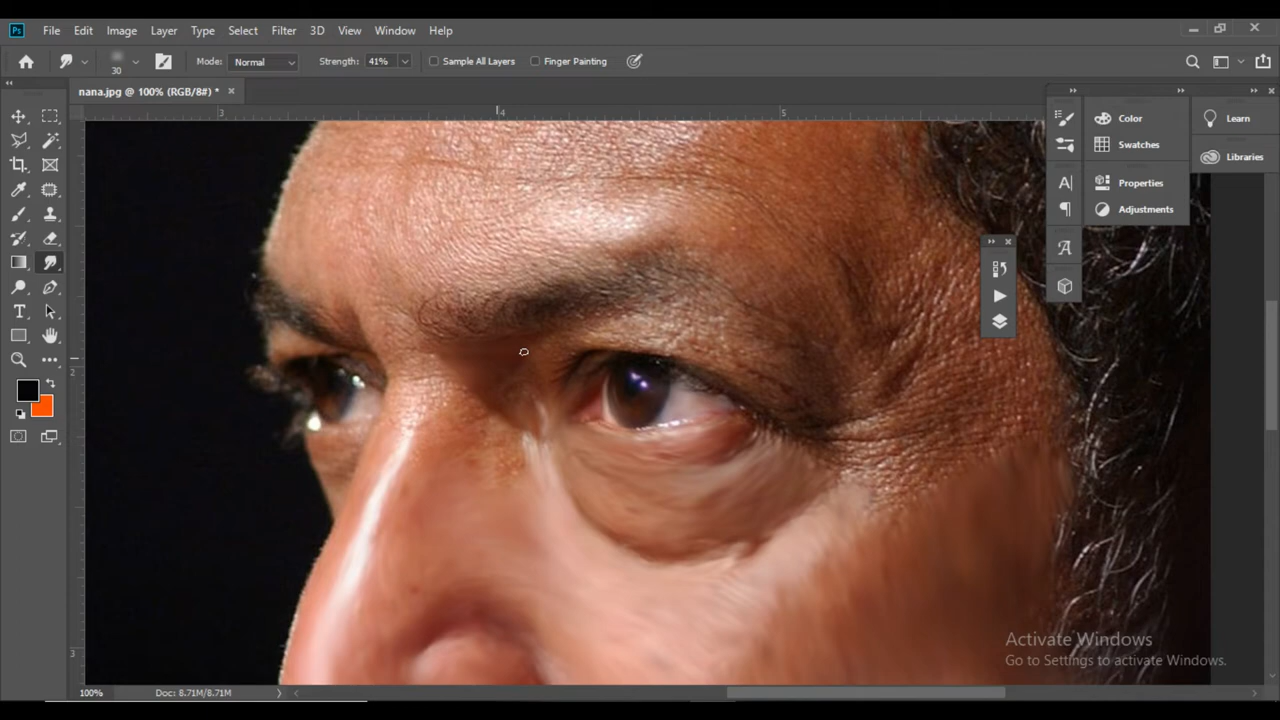 Ps File Edit Image Layer Type Select Filter 3D View Window Help
30 Mode: Normal Strength: 41% Sample All Layers Finger Painting
nana.jpg @ 100% (RGB/8#) * ×
3 4 5
Color Learn
Swatches
Libraries
Properties
Adjustments
3
Activate Windows
Go to Settings to activate Windows.
100% Doc: 8.71M/8.71M